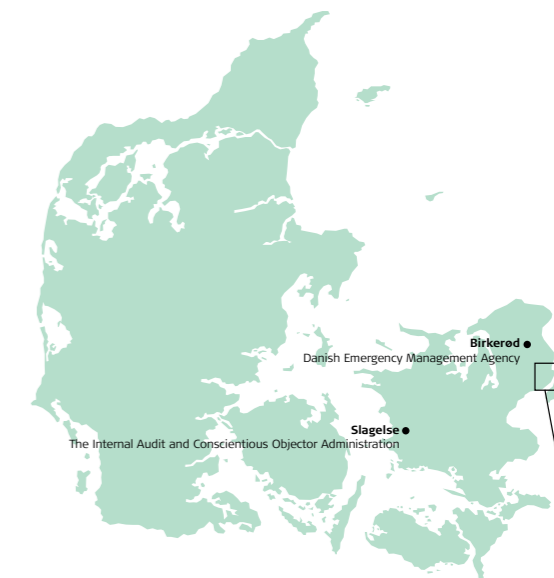 Birkerød
Danish Emergency Management Agency
Slagelse
The Internal Audit and Conscientious Objector Administration